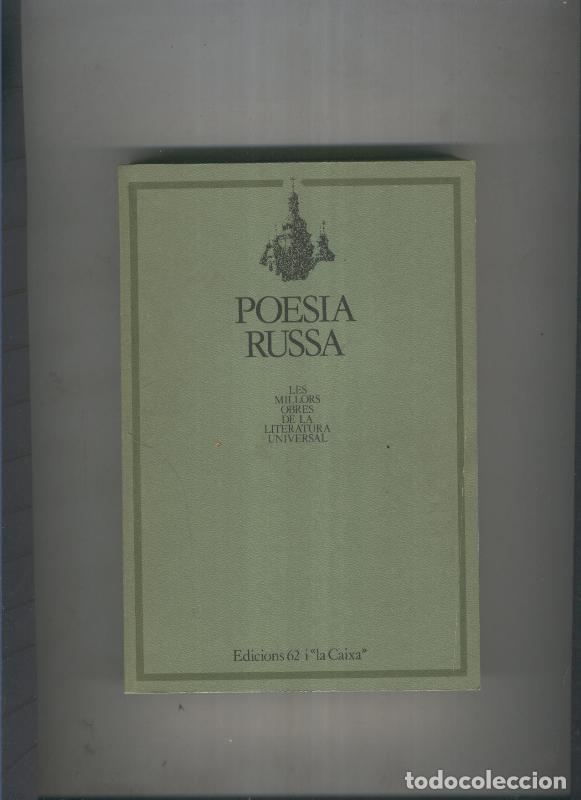 POESIA
RUSSA
LES
MILLORS
OBRES
DE LA
LITERATURA
UNIVERSAL
Edicions 62 i "la Caixa"
todocoleccion